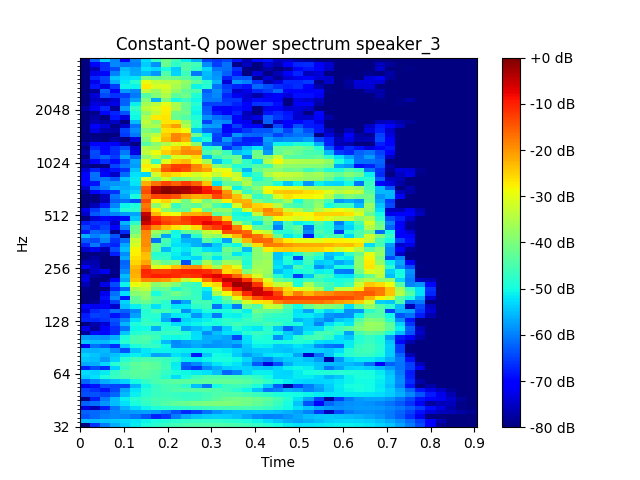 Constant-Q power spectrum speaker_3
Hz
2048
1024
512
256
128
64
32
0 0.1 0.2 0.3 0.4 0.5 0.6 0.7 0.8 0.9
Time
+0 dB
-10 dB
-20 dB
-30 dB
-40 dB
-50 dB
-60 dB
-70 dB
-80 dB